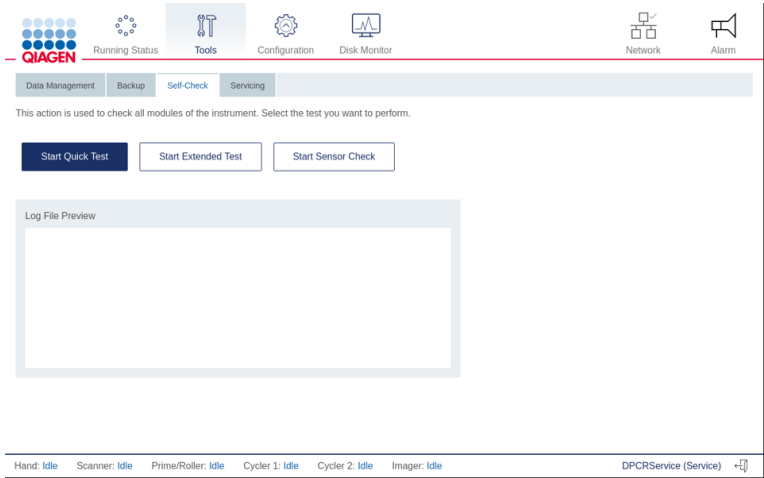 QIAGEN
Running Status
Tools
Configuration
Disk Monitor
Network
Alarm
Data Management
Backup
Self-Check
Servicing
This action is used to check all modules of the instrument. Select the test you want to perform.
Start Quick Test
Start Extended Test
Start Sensor Check
Log File Preview
Hand: Idle
Scanner: Idle
Prime/Roller: Idle
Cycler 1: Idle
Cycler 2: Idle
Imager: Idle
DPCRService (Service)